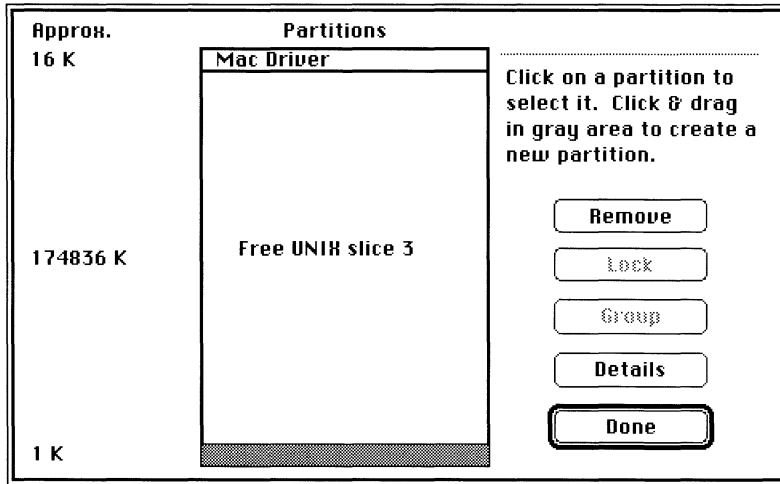 Approx.
Partitions
16 K
Mac Driver
Click on a partition to
select it. Click & drag
in gray area to create a
new partition.
Remove
174836 K
Free UNIX slice 3
Lock
Group
Details
Done
1 K